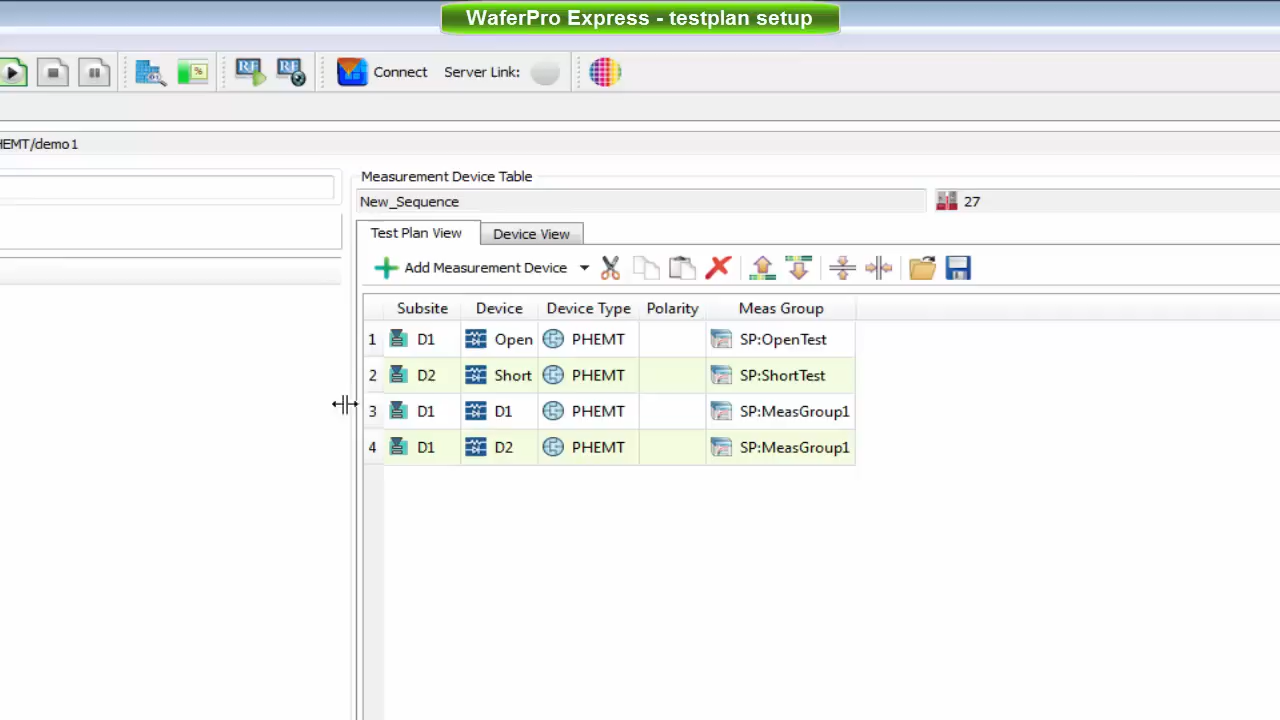 WaferPro Express - testplan setup
Connect Server Link:
HEMT/demo1
Measurement Device Table
New_Sequence 27
Test Plan View Device View
Add Measurement Device
Subsite Device Device Type Polarity Meas Group
1 D1 Open PHEMT SP:OpenTest
2 D2 Short PHEMT SP:ShortTest
3 D1 D1 PHEMT SP:MeasGroup1
4 D1 D2 PHEMT SP:MeasGroup1